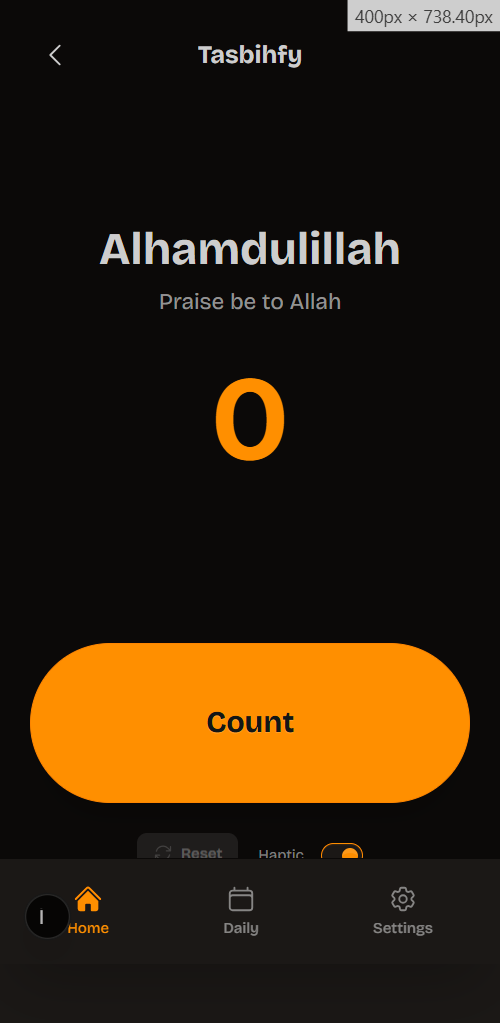 400px × 738.40px
Tasbihfy
Alhamdulillah
Praise be to Allah
0
Count
Reset Haptic
Home Daily Settings